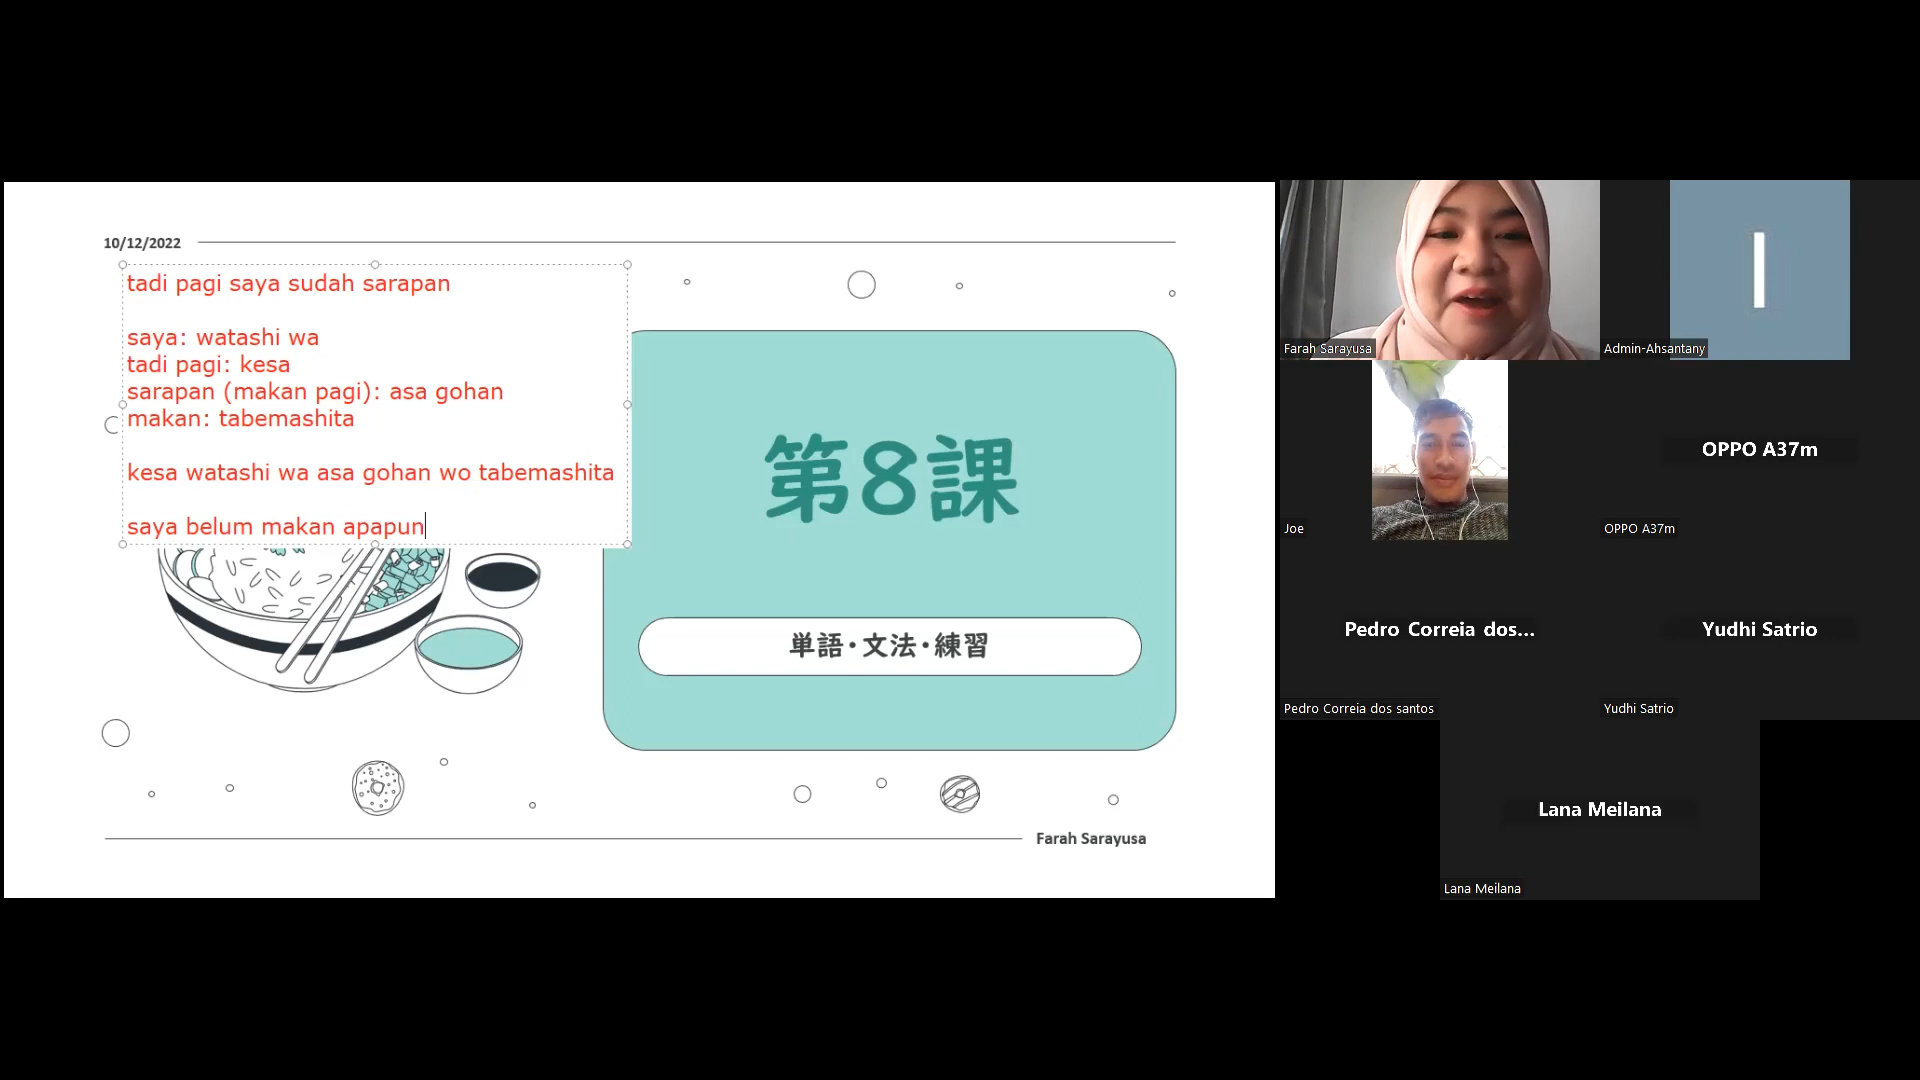 10/12/2022
tadi pagi saya sudah sarapan
saya: watashi wa
tadi pagi: kesa
sarapan (makan pagi): asa gohan
makan: tabemashita
kesa watashi wa asa gohan wo tabemashita
saya belum makan apapun
第8課
単語・文法・練習
Farah Sarayusa
Farah Sarayusa
I
Admin-Ahsantany
Joe
OPPO A37m
OPPO A37m
Pedro Correia dos...
Pedro Correia dos santos
Yudhi Satrio
Yudhi Satrio
Lana Meilana
Lana Meilana